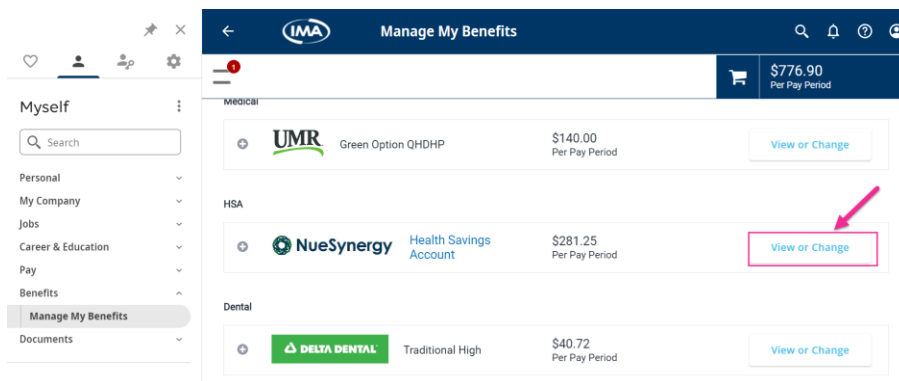 IMA
Manage My Benefits
1
$776.90
Per Pay Period
Myself
Search
Personal
My Company
Jobs
Career & Education
Pay
Benefits
Manage My Benefits
Documents
Medical
UMR
Green Option QHDHP
$140.00
Per Pay Period
View or Change
HSA
NueSynergy
Health Savings
Account
$281.25
Per Pay Period
View or Change
Dental
DELTA DENTAL
Traditional High
$40.72
Per Pay Period
View or Change